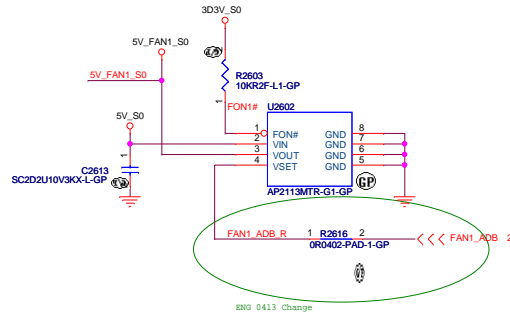 3D3V_S0
5V_FAN1_S0
R2603
10KR2F-L1-GP
5V_FAN1_S0
1
FON1#
U2602
5V_S0
1 FON# GND 8
2 VIN GND 7
3 VOUT GND 6
4 VSET GND 5
1
C2613
SC2D2U10V3KX-L-GP
AP2113MTR-G1-GP
GP
FAN1_ADB_R 1 R2616 2 FAN1_ADB 2
0R0402-PAD-1-GP
ENG 0413 Change